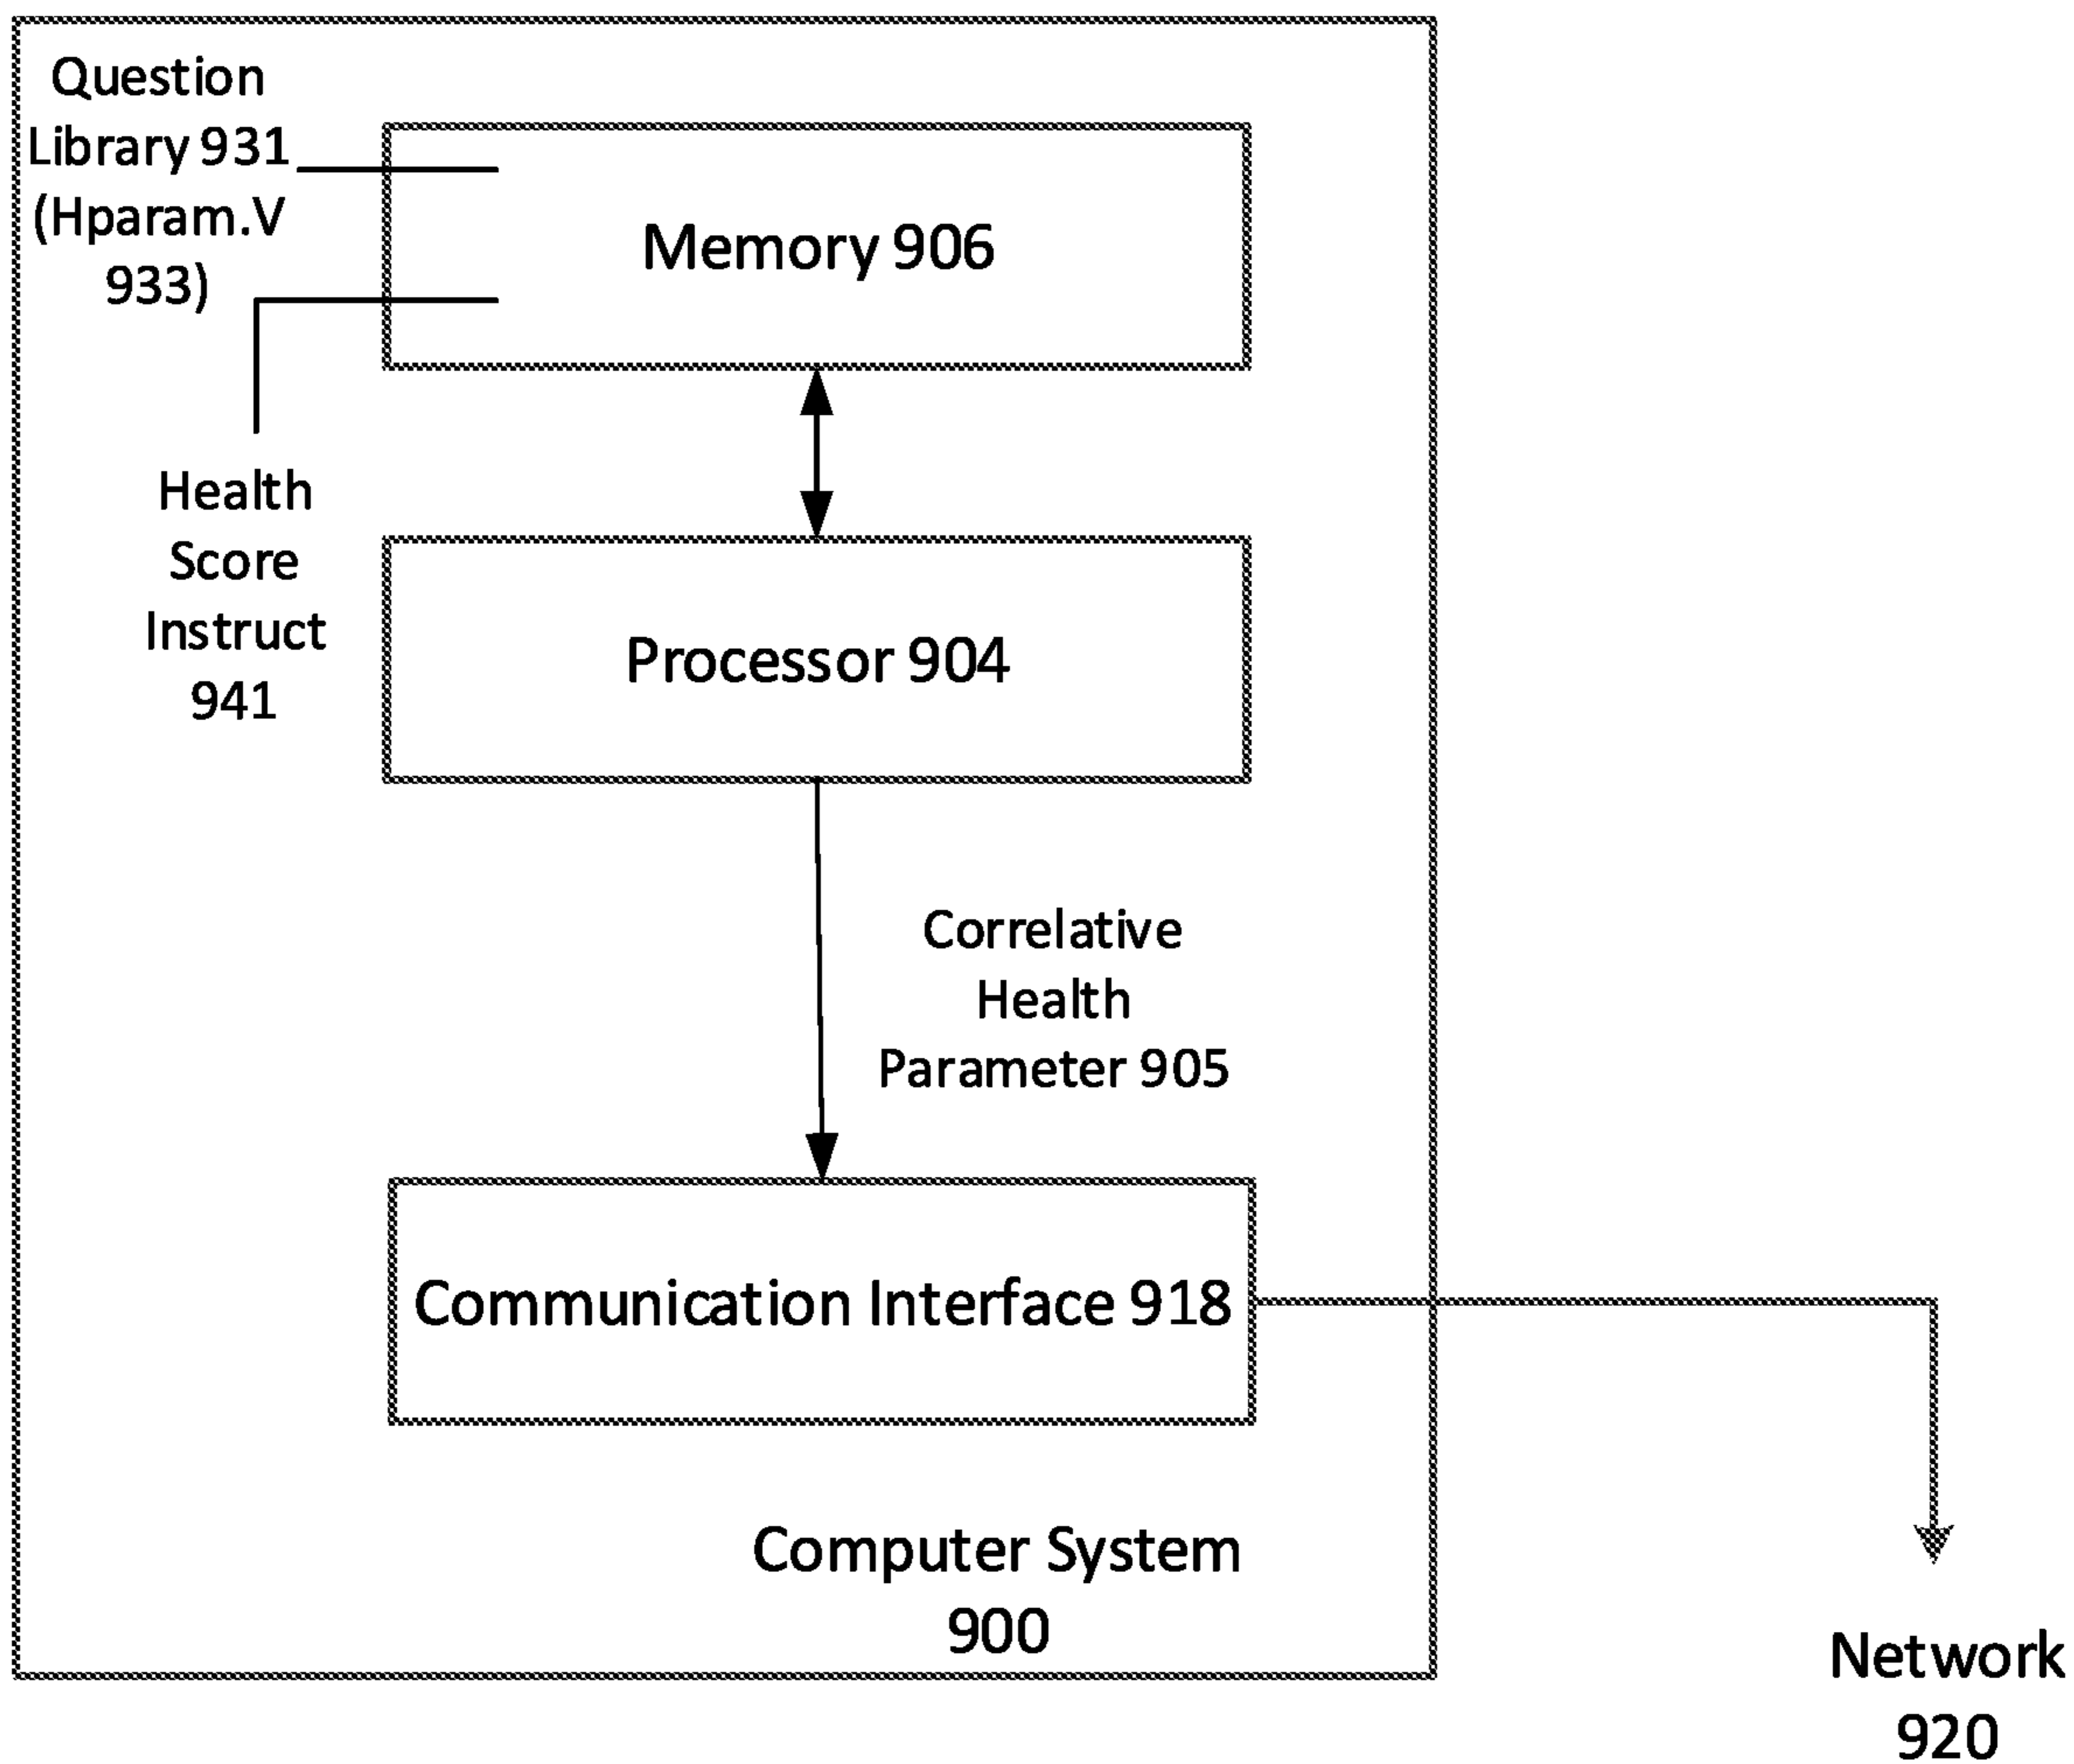 Question
Library 931
(Hparam.V
933)
Memory 906
Health
Score
Instruct
941
Processor 904
Correlative
Health
Parameter 905
Communication Interface 918
Computer System
900
Network
920